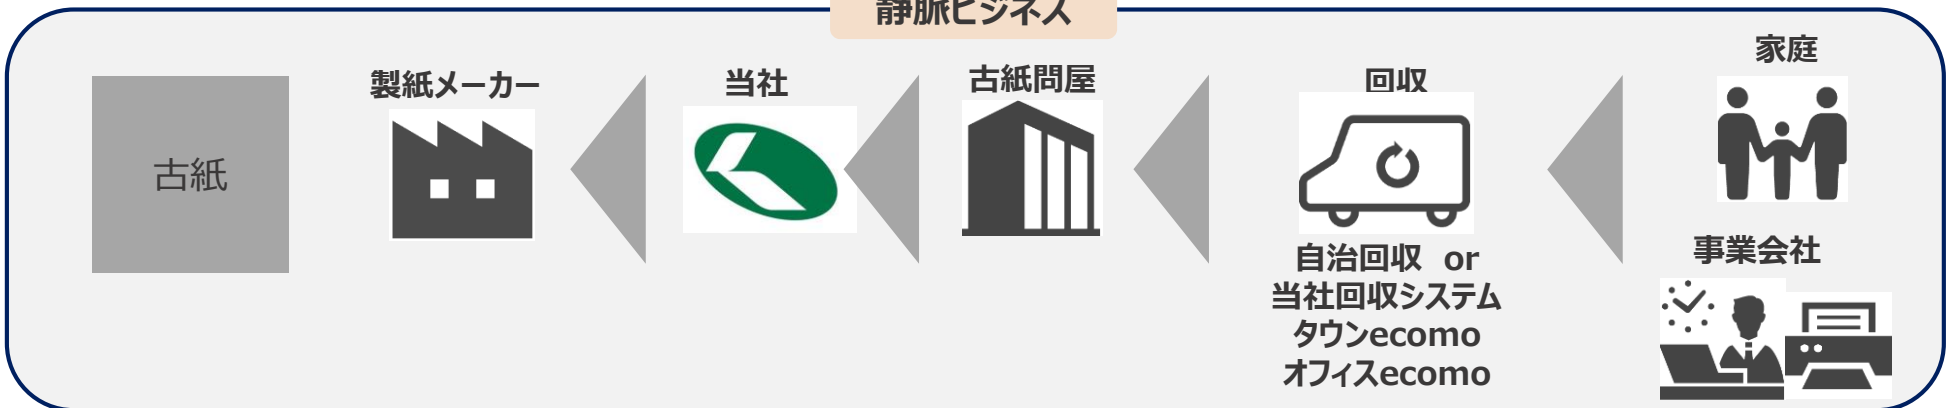 静脈ビジネス
古紙
製紙メーカー
当社
古紙問屋
回収
自治回収 or
当社回収システム
タウンecomo
オフィスecomo
家庭
事業会社